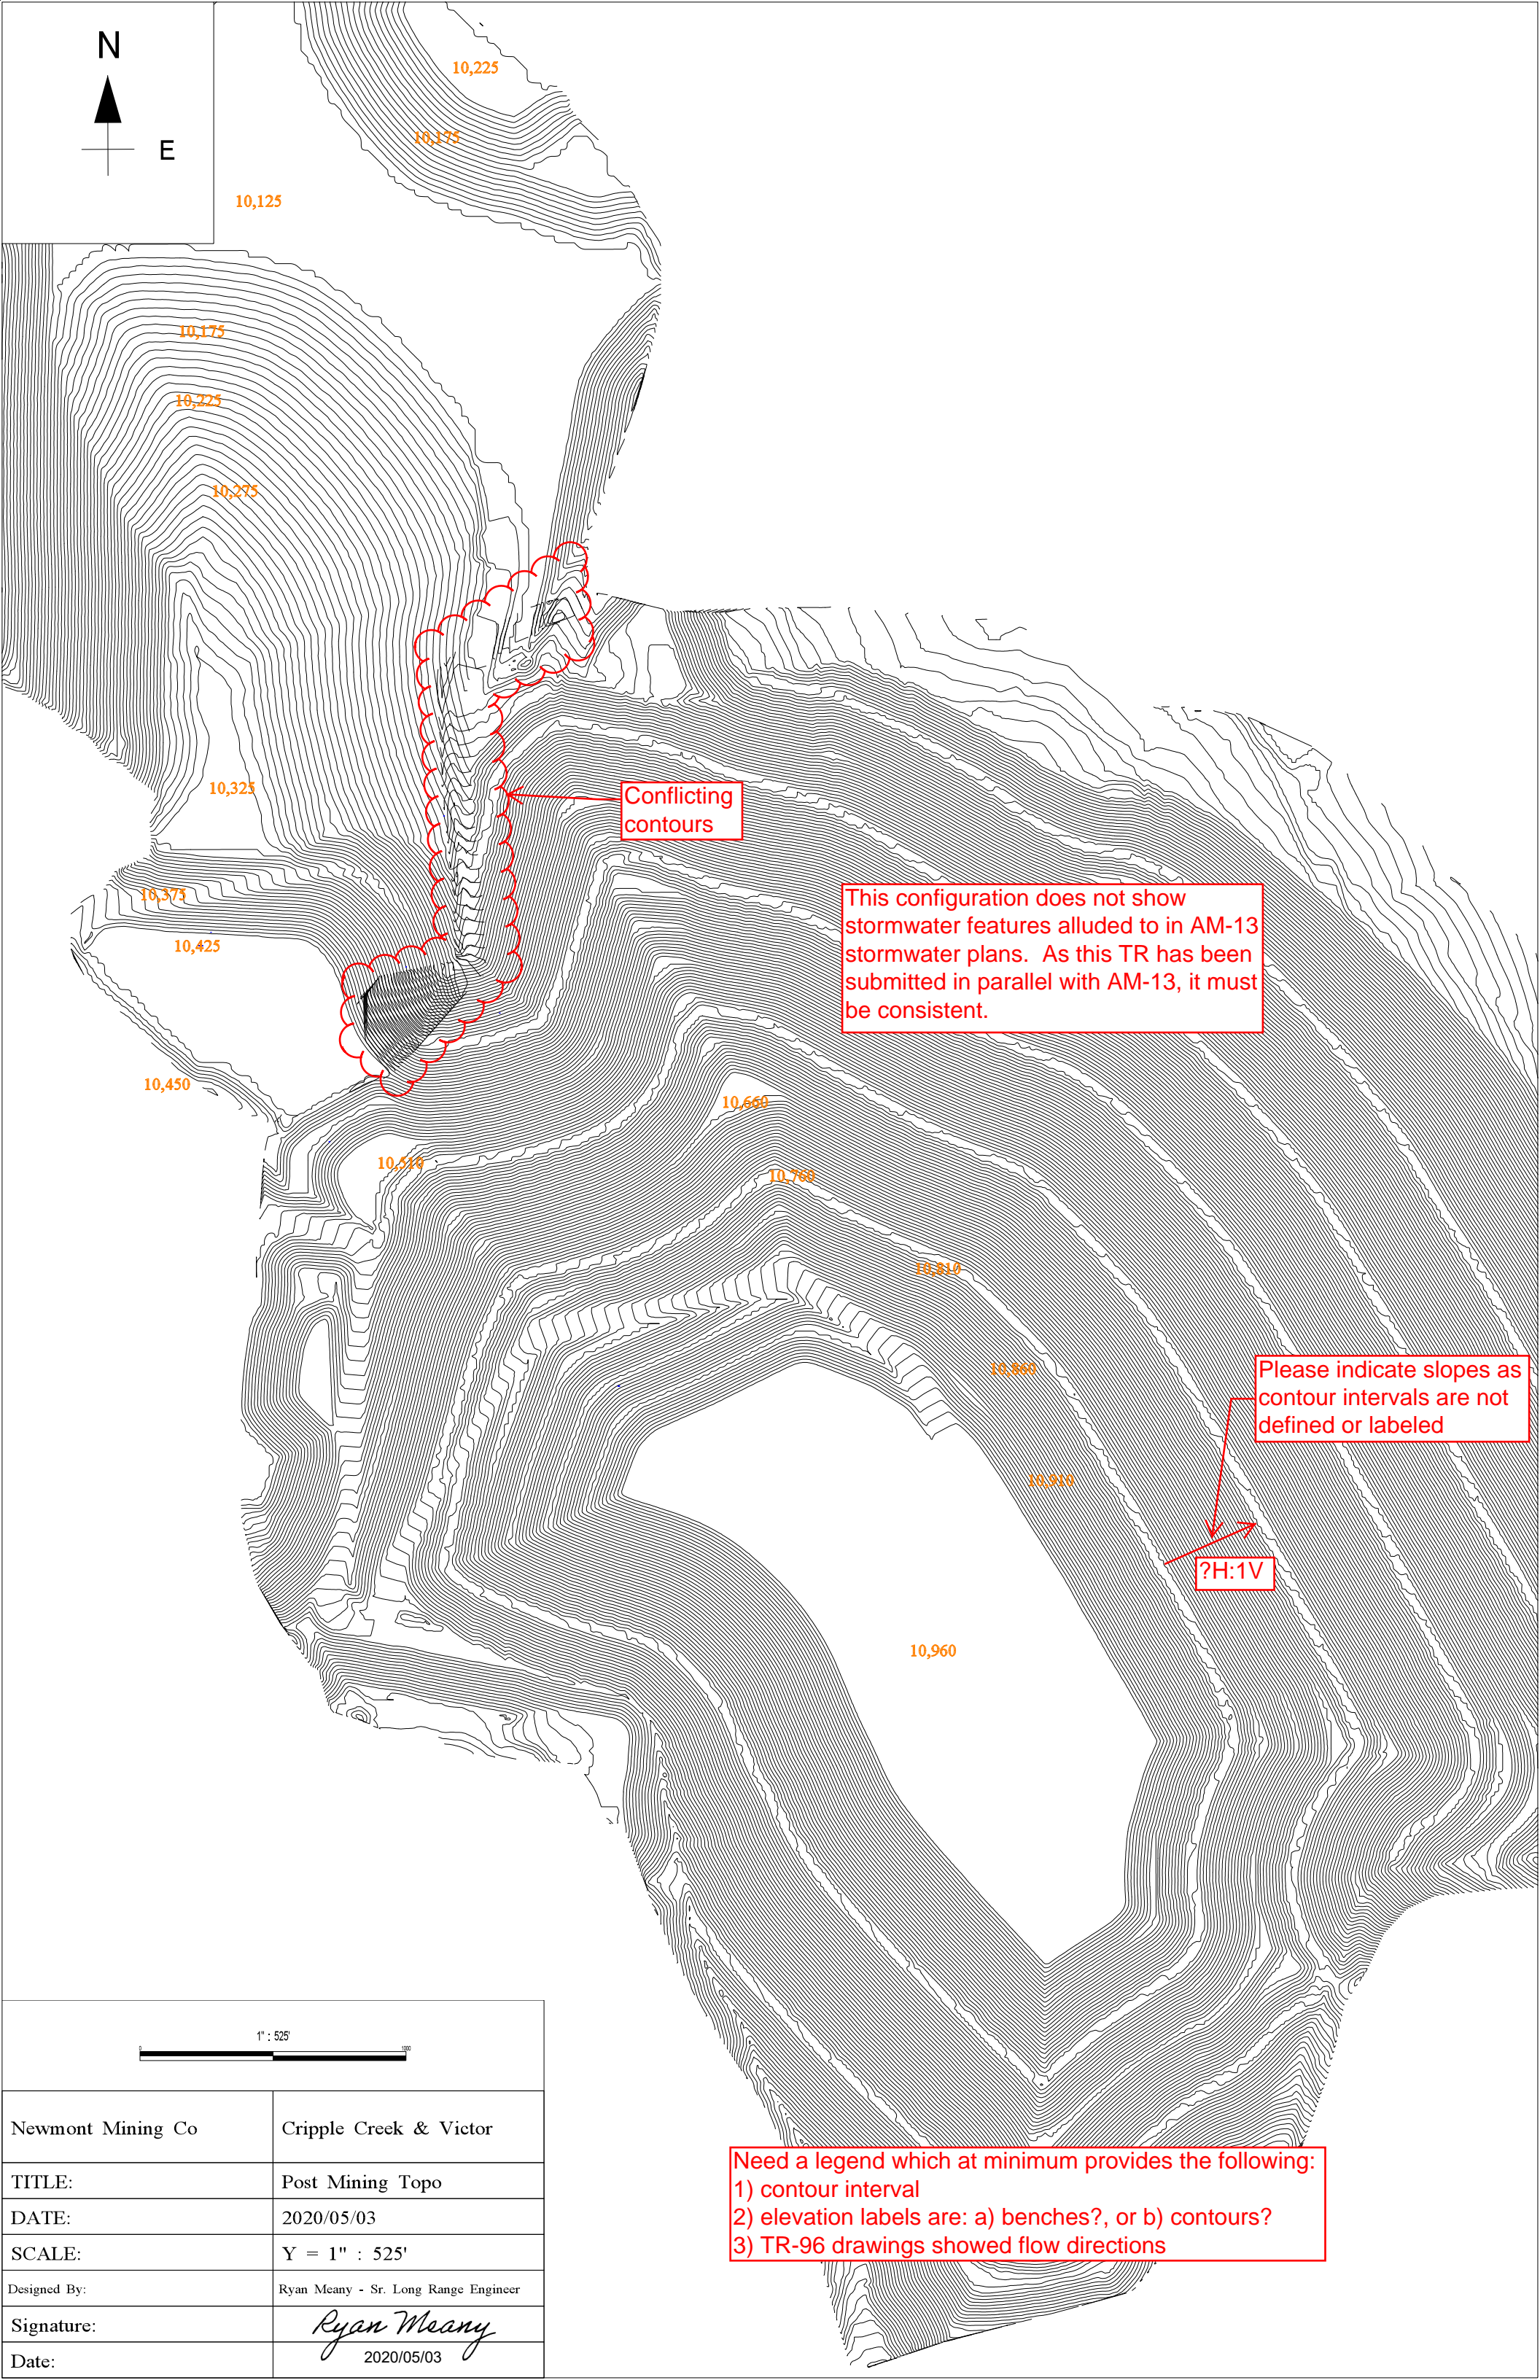 N
E
10,225
10,175
10,125
10,175
10,225
10,275
10,325
Conflicting
contours
10,375
This configuration does not show
stormwater features alluded to in AM-13
stormwater plans. As this TR has been
submitted in parallel with AM-13, it must
be consistent.
10,425
10,450
10,660
10,510
10,760
10,810
10,860
Please indicate slopes as
contour intervals are not
defined or labeled
10,910
?H:1V
10,960
1" : 525'
0
1000
Newmont Mining Co
Cripple Creek & Victor
TITLE:
Post Mining Topo
DATE:
2020/05/03
SCALE:
Y = 1" : 525'
Designed By:
Ryan Meany - Sr. Long Range Engineer
Signature:
Ryan Meany
Date:
2020/05/03
Need a legend which at minimum provides the following:
1) contour interval
2) elevation labels are: a) benches?, or b) contours?
3) TR-96 drawings showed flow directions